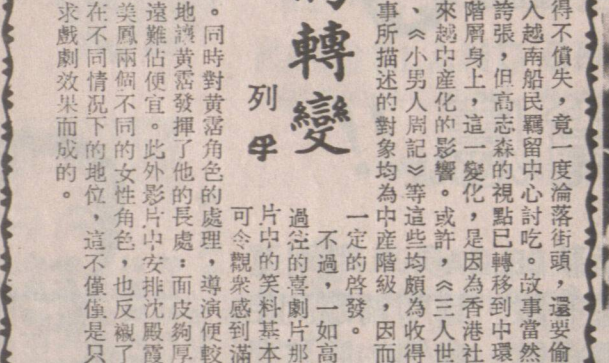 得不償失，竟一度淪落街頭，還要偷
入越南船民羈留中心討吃。故事當然
誇張，但高志森的視點已轉移到中環
階層身上，這一變化，是因為香港社
來越中產化的影響。或許，《三人世
、《小男人周記》等這些均頗為收得
事所描述的對象均為中產階級，因而
一定的啓發。
不過，一如高
過往的喜劇片那
片中的笑料基本
可令觀衆感到滿
轉變
列孚
。同時對黃霑角色的處理，導演便較
地讓黃霑發揮了他的長處：面皮夠厚
遠難佔便宜。此外影片中安排沈殿霞
美鳳兩個不同的女性角色，也反襯了
在不同情况下的地位，這不僅僅是只
求戲劇效果而成的。